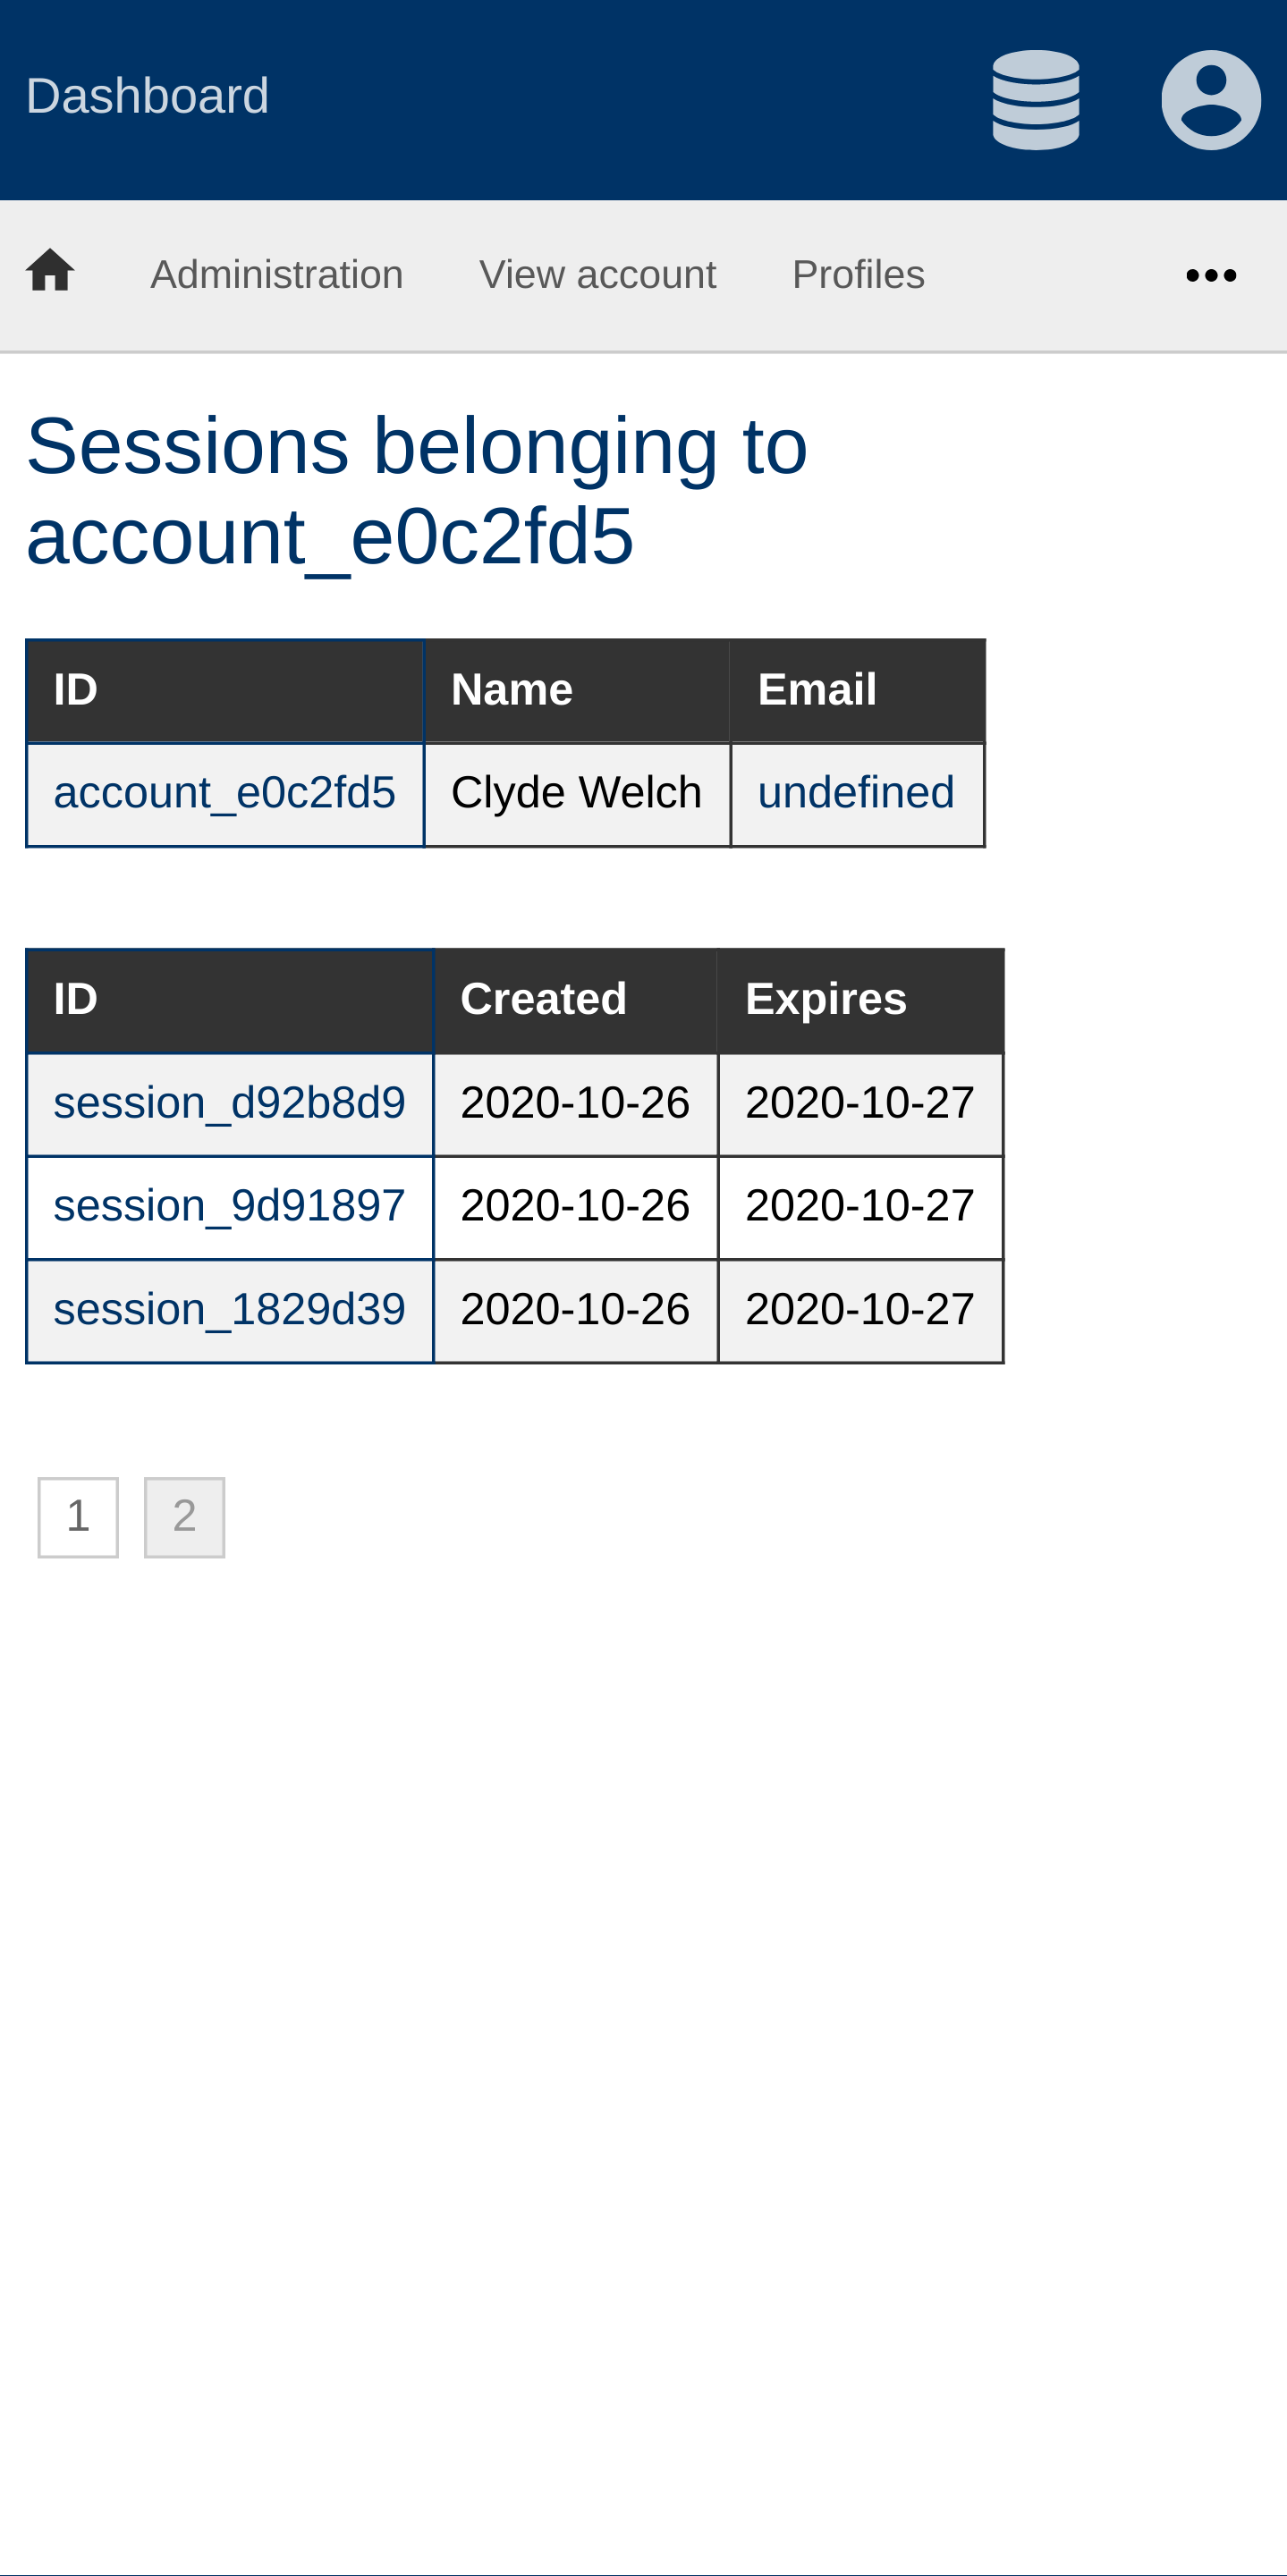 Dashboard
Administration View account Profiles
Sessions belonging to
account_e0c2fd5
ID Name Email
account_e0c2fd5 Clyde Welch undefined
ID Created Expires
session_d92b8d9 2020-10-26 2020-10-27
session_9d91897 2020-10-26 2020-10-27
session_1829d39 2020-10-26 2020-10-27
1 2